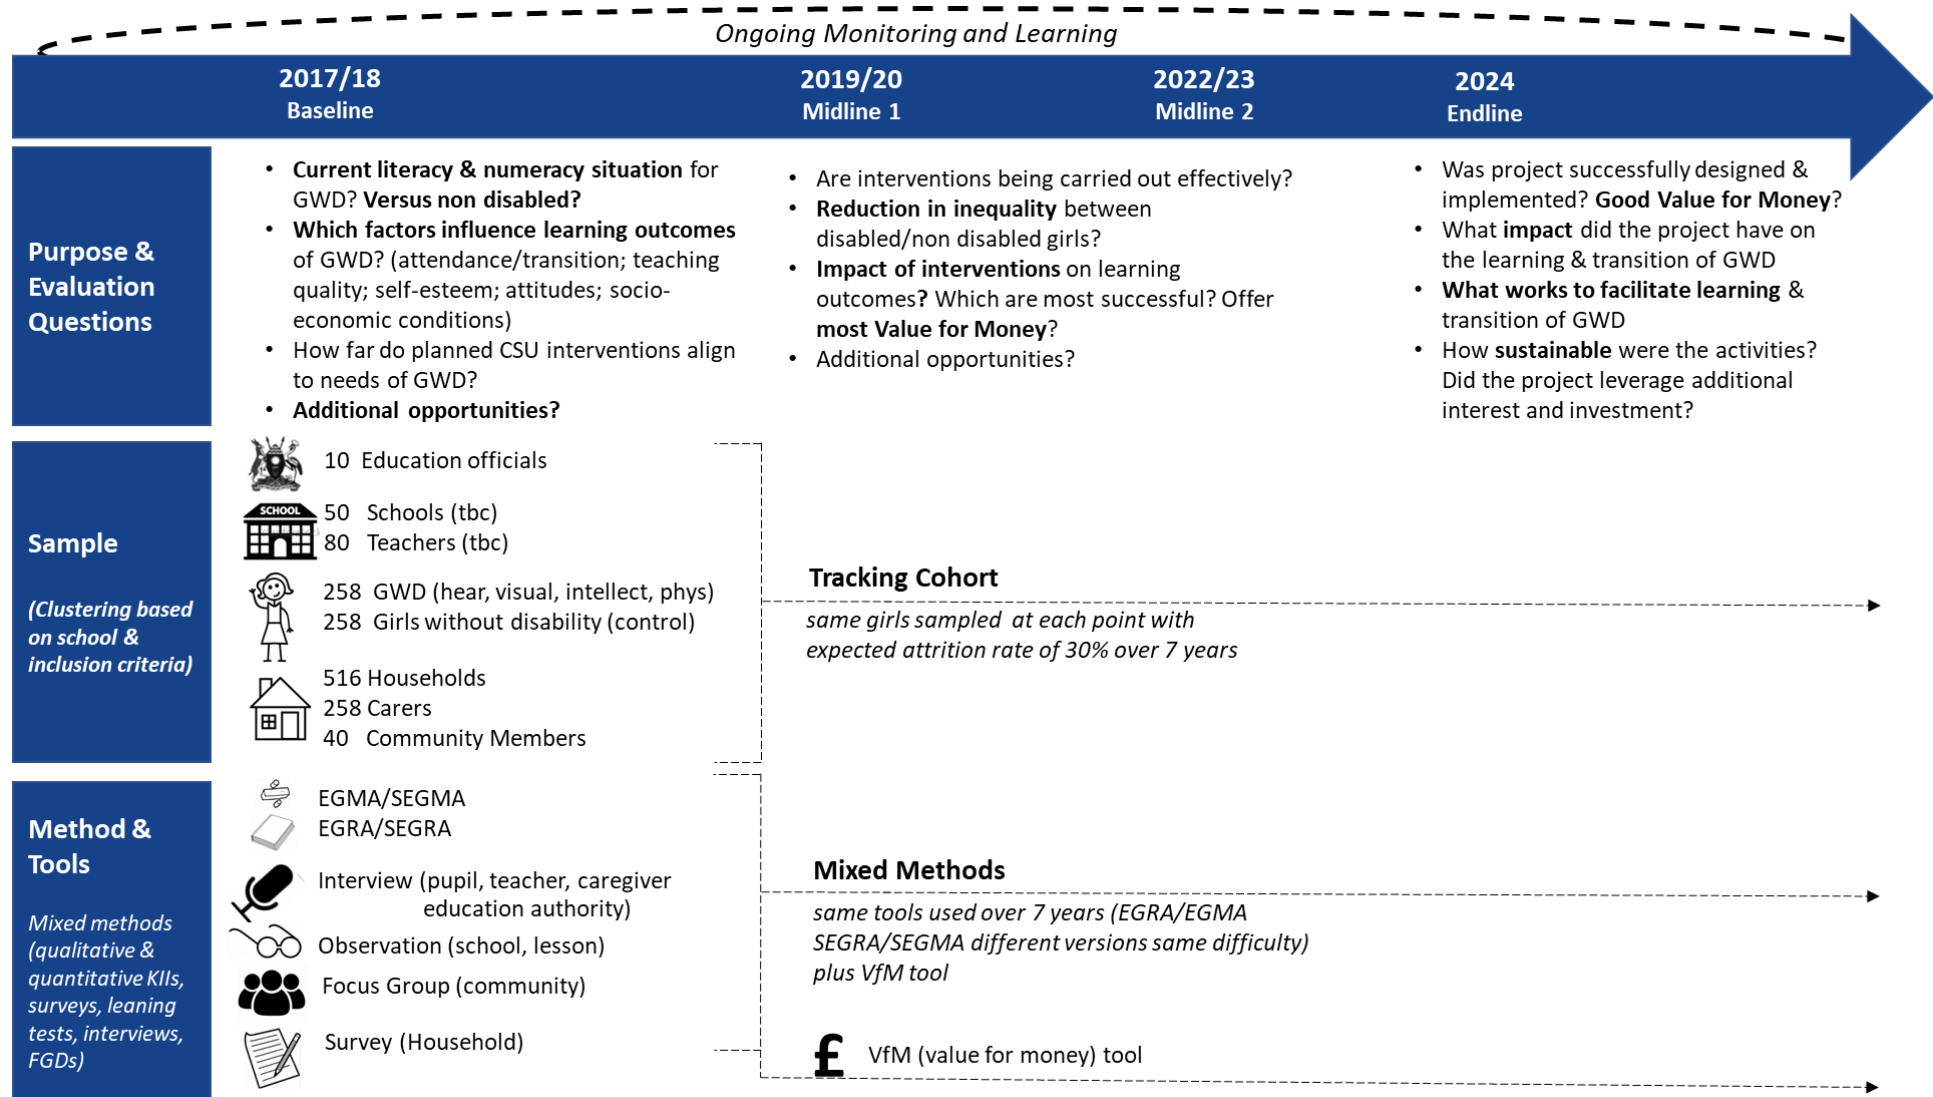 Ongoing Monitoring and Learning
2017/18
Baseline
2019/20
Midline 1
2022/23
Midline 2
2024
Endline
Purpose &
Evaluation
Questions
• Current literacy & numeracy situation for
GWD? Versus non disabled?
• Which factors influence learning outcomes
of GWD? (attendance/transition; teaching
quality; self-esteem; attitudes; socio-
economic conditions)
• How far do planned CSU interventions align
to needs of GWD?
• Additional opportunities?
• Are interventions being carried out effectively?
• Reduction in inequality between
disabled/non disabled girls?
• Impact of interventions on learning
outcomes? Which are most successful? Offer
most Value for Money?
• Additional opportunities?
• Was project successfully designed &
implemented? Good Value for Money?
• What impact did the project have on
the learning & transition of GWD
• What works to facilitate learning &
transition of GWD
• How sustainable were the activities?
Did the project leverage additional
interest and investment?
Sample
(Clustering based
on school &
inclusion criteria)
10 Education officials
SCHOOL
50 Schools (tbc)
80 Teachers (tbc)
258 GWD (hear, visual, intellect, phys)
258 Girls without disability (control)
516 Households
258 Carers
40 Community Members
Tracking Cohort
same girls sampled at each point with
expected attrition rate of 30% over 7 years
Method &
Tools
Mixed methods
(qualitative &
quantitative KIIs,
surveys, leaning
tests, interviews,
FGDs)
EGMA/SEGMA
EGRA/SEGRA
Interview (pupil, teacher, caregiver
education authority)
Observation (school, lesson)
Focus Group (community)
Survey (Household)
Mixed Methods
same tools used over 7 years (EGRA/EGMA
SEGRA/SEGMA different versions same difficulty)
plus VfM tool
£ VfM (value for money) tool